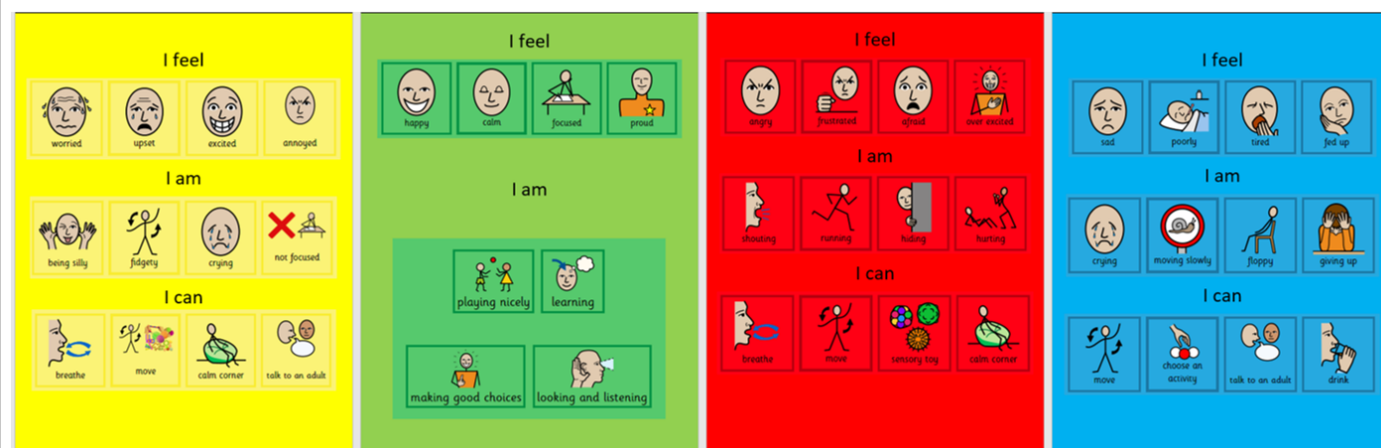 I feel
worried upset excited annoyed
I am
being silly fidgety crying not focused
I can
breathe move calm corner talk to an adult
I feel
happy calm focused proud
I am
playing nicely learning
making good choices looking and listening
I feel
angry frustrated afraid over excited
I am
shouting running hiding hurting
I can
breathe move sensory toy calm corner
I feel
sad poorly tired fed up
I am
crying moving slowly floppy giving up
I can
move choose an activity talk to an adult drink